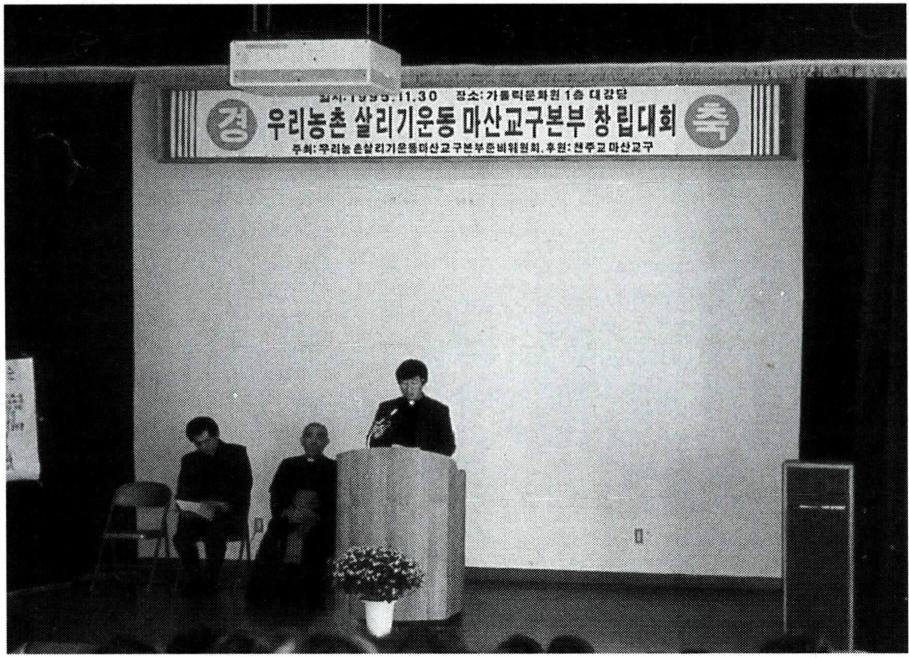 일시:1995.11.30 장소:가톨릭문화원 1층 대강당
경 우리농촌 살리기운동 마산교구본부 창립대회 축
주최:우리농촌살리기운동마산교구본부준비위원회, 후원:천주교마산교구